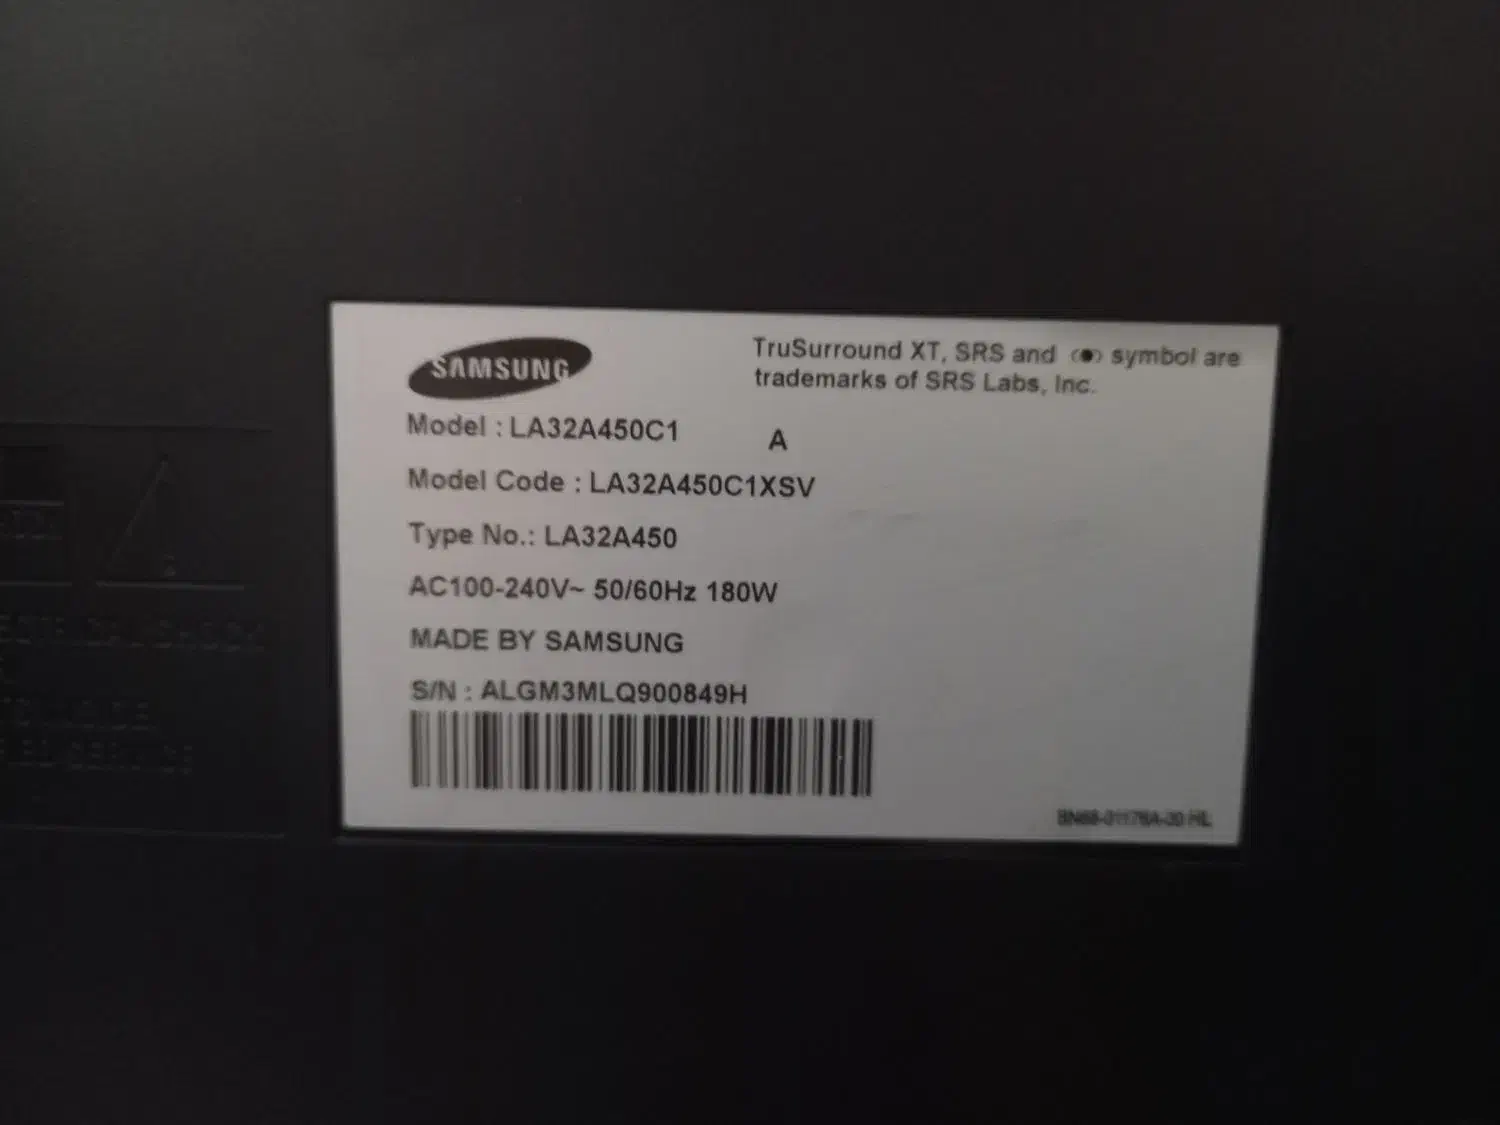 SAMSUNG
TruSurround XT, SRS and (●) symbol are
trademarks of SRS Labs, Inc.
Model : LA32A450C1 A
Model Code : LA32A450C1XSV
Type No.: LA32A450
AC100-240V~ 50/60Hz 180W
MADE BY SAMSUNG
S/N : ALGM3MLQ900849H